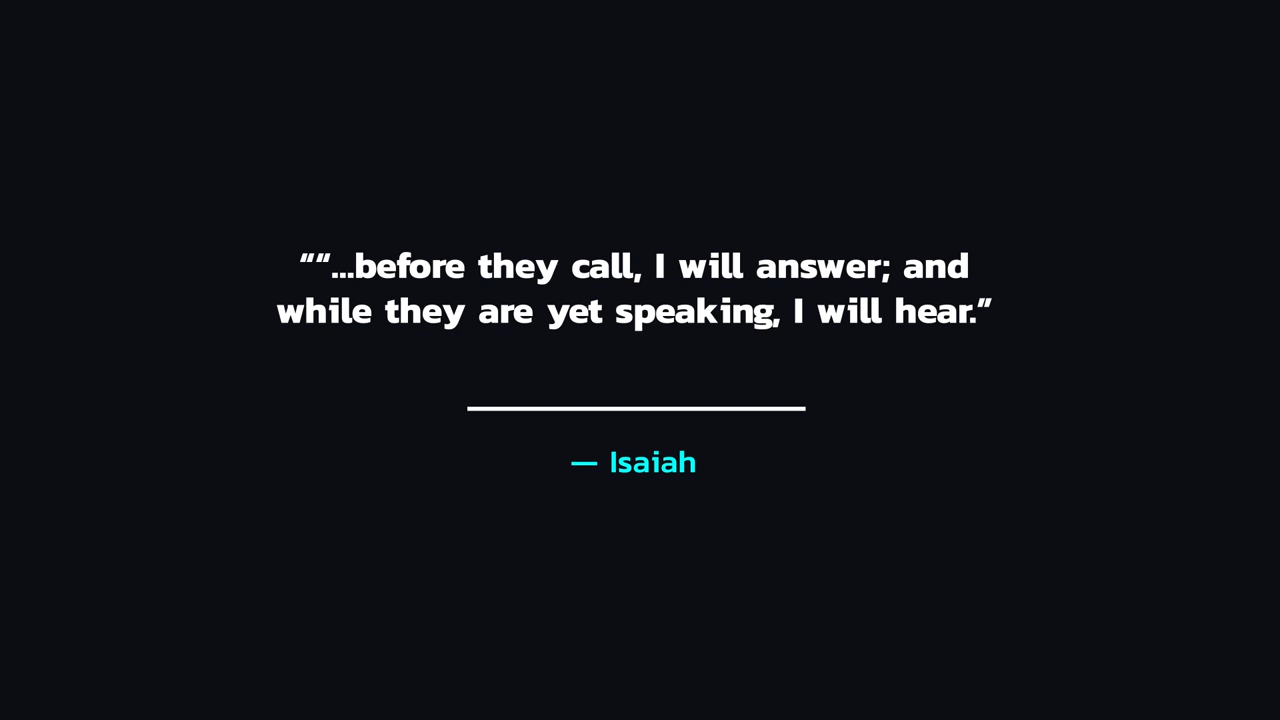 ““...before they call, I will answer; and
while they are yet speaking, I will hear.”
— Isaiah